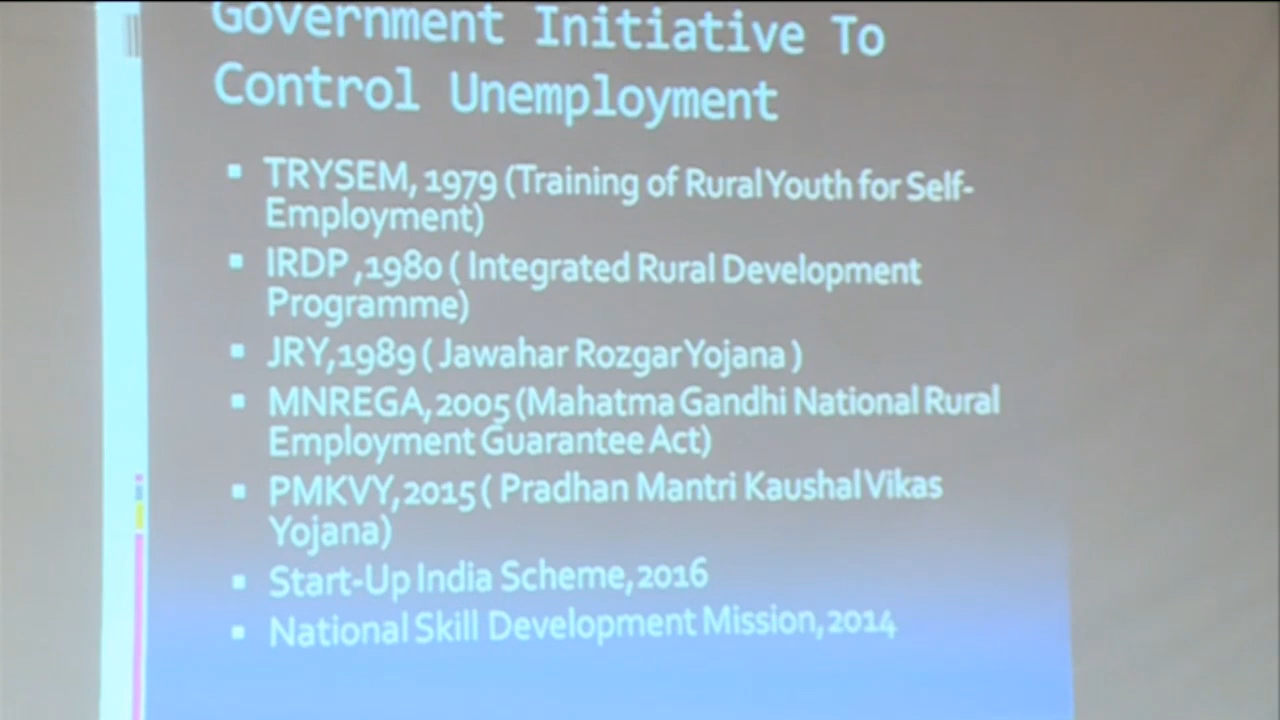 Government Initiative To
Control Unemployment
▪ TRYSEM, 1979 (Training of Rural Youth for Self-
Employment)
▪ IRDP ,1980 ( Integrated Rural Development
Programme)
▪ JRY,1989 ( Jawahar Rozgar Yojana )
▪ MNREGA, 2005 (Mahatma Gandhi National Rural
Employment Guarantee Act)
▪ PMKVY, 2015 ( Pradhan Mantri Kaushal Vikas
Yojana)
▪ Start-Up India Scheme, 2016
▪ National Skill Development Mission, 2014